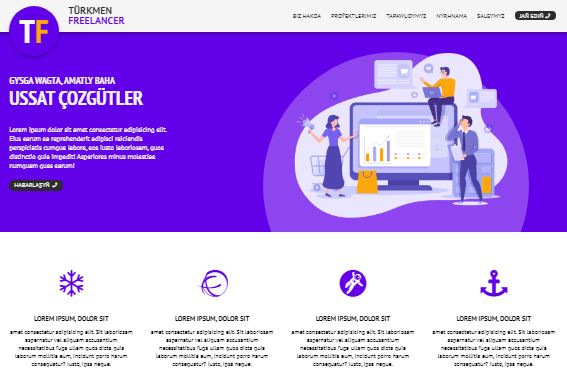 TF
TÜRKMEN
FREELANCER
BIZ HAKDA PROÝEKTLERIMIZ TARAPWLÝDYMYZ NYRHNAMA SALGYMYZ JAŇ EDIŇ
GYSGA WAGTA, AMATLY BAHA
USSAT ÇOZGÜTLER
Lorem ipsum dolor sit amet consectetur adipisicing elit.
Eius earum ea reprehenderit adipisci reiciendis
perspiciatis cumque labore, eos iusto laboriosam, quos
distinctio quia impedit! Asperiores minus molestiae
numquam quas earum!
HABARLAŞYŇ
LOREM IPSUM, DOLOR SIT
amet consectetur adipisicing elit. Sit laboriosam
aspernatur vel aliquam accusantium
necessitatibus fuga ullam quos dicta quis
laborum mollitia eum, incidunt porro harum
consequatur? Iusto, ipsa neque.
LOREM IPSUM, DOLOR SIT
amet consectetur adipisicing elit. Sit laboriosam
aspernatur vel aliquam accusantium
necessitatibus fuga ullam quos dicta quis
laborum mollitia eum, incidunt porro harum
consequatur? Iusto, ipsa neque.
LOREM IPSUM, DOLOR SIT
amet consectetur adipisicing elit. Sit laboriosam
aspernatur vel aliquam accusantium
necessitatibus fuga ullam quos dicta quis
laborum mollitia eum, incidunt porro harum
consequatur? Iusto, ipsa neque.
LOREM IPSUM, DOLOR SIT
amet consectetur adipisicing elit. Sit laboriosam
aspernatur vel aliquam accusantium
necessitatibus fuga ullam quos dicta quis
laborum mollitia eum, incidunt porro harum
consequatur? Iusto, ipsa neque.